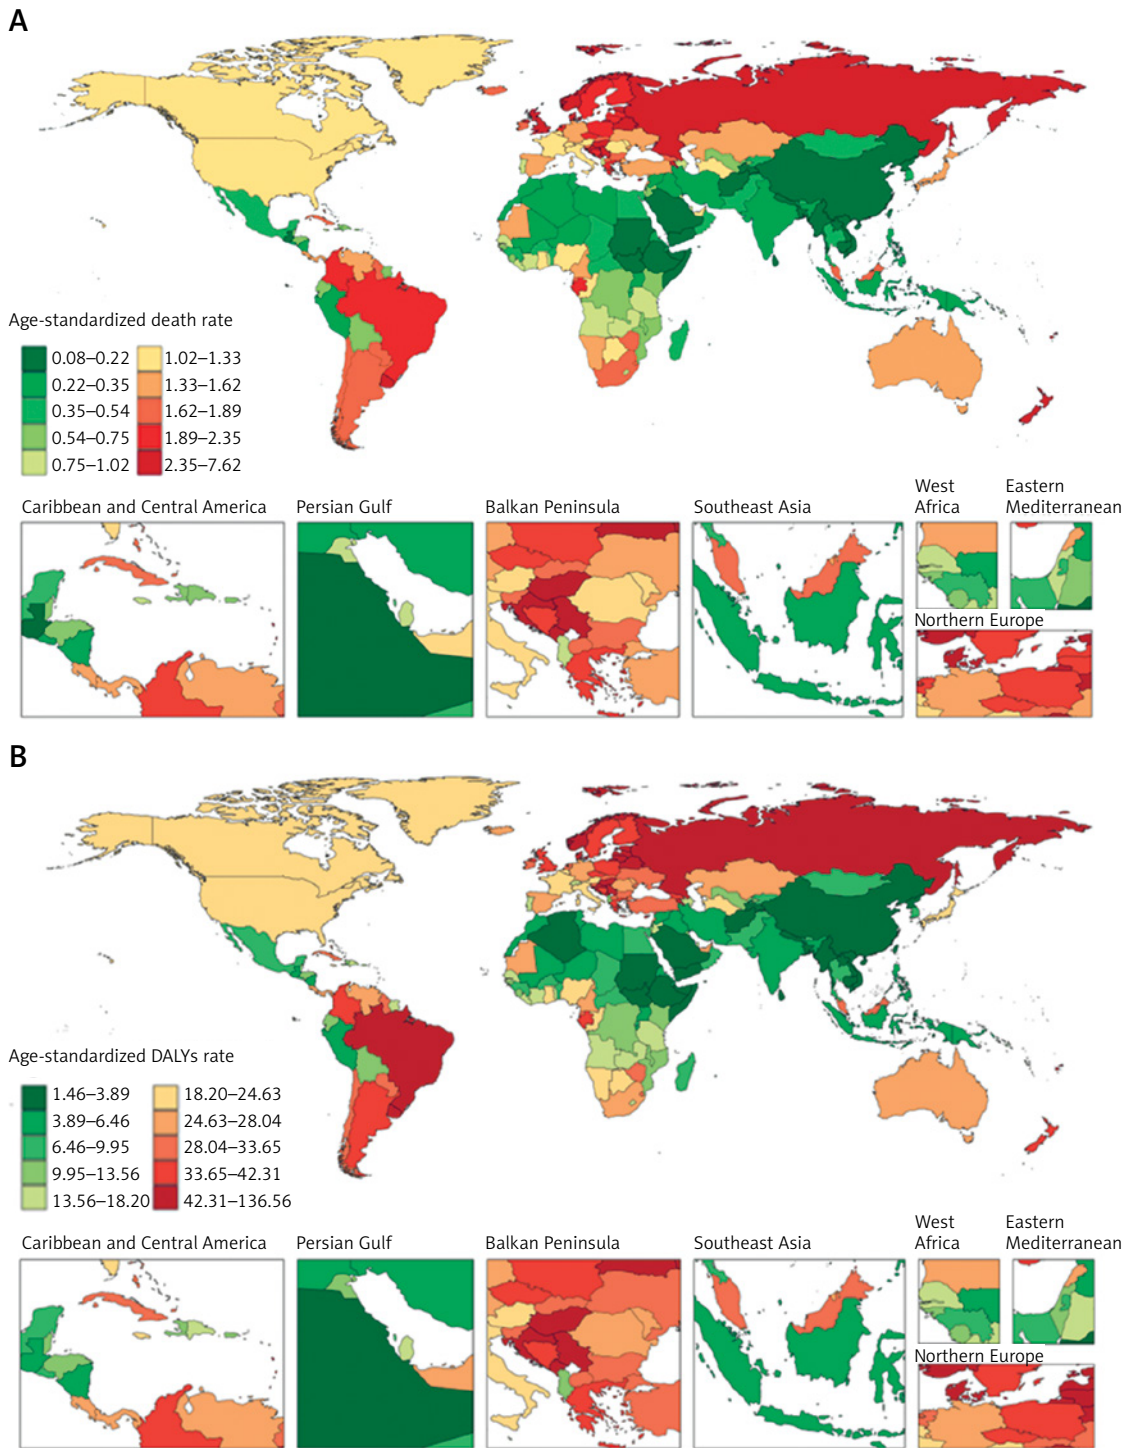 A
Age-standardized death rate
0.08–0.22 1.02–1.33
0.22–0.35 1.33–1.62
0.35–0.54 1.62–1.89
0.54–0.75 1.89–2.35
0.75–1.02 2.35–7.62
Caribbean and Central America Persian Gulf Balkan Peninsula Southeast Asia West Africa Eastern Mediterranean
Northern Europe
B
Age-standardized DALYs rate
1.46–3.89 18.20–24.63
3.89–6.46 24.63–28.04
6.46–9.95 28.04–33.65
9.95–13.56 33.65–42.31
13.56–18.20 42.31–136.56
Caribbean and Central America Persian Gulf Balkan Peninsula Southeast Asia West Africa Eastern Mediterranean
Northern Europe